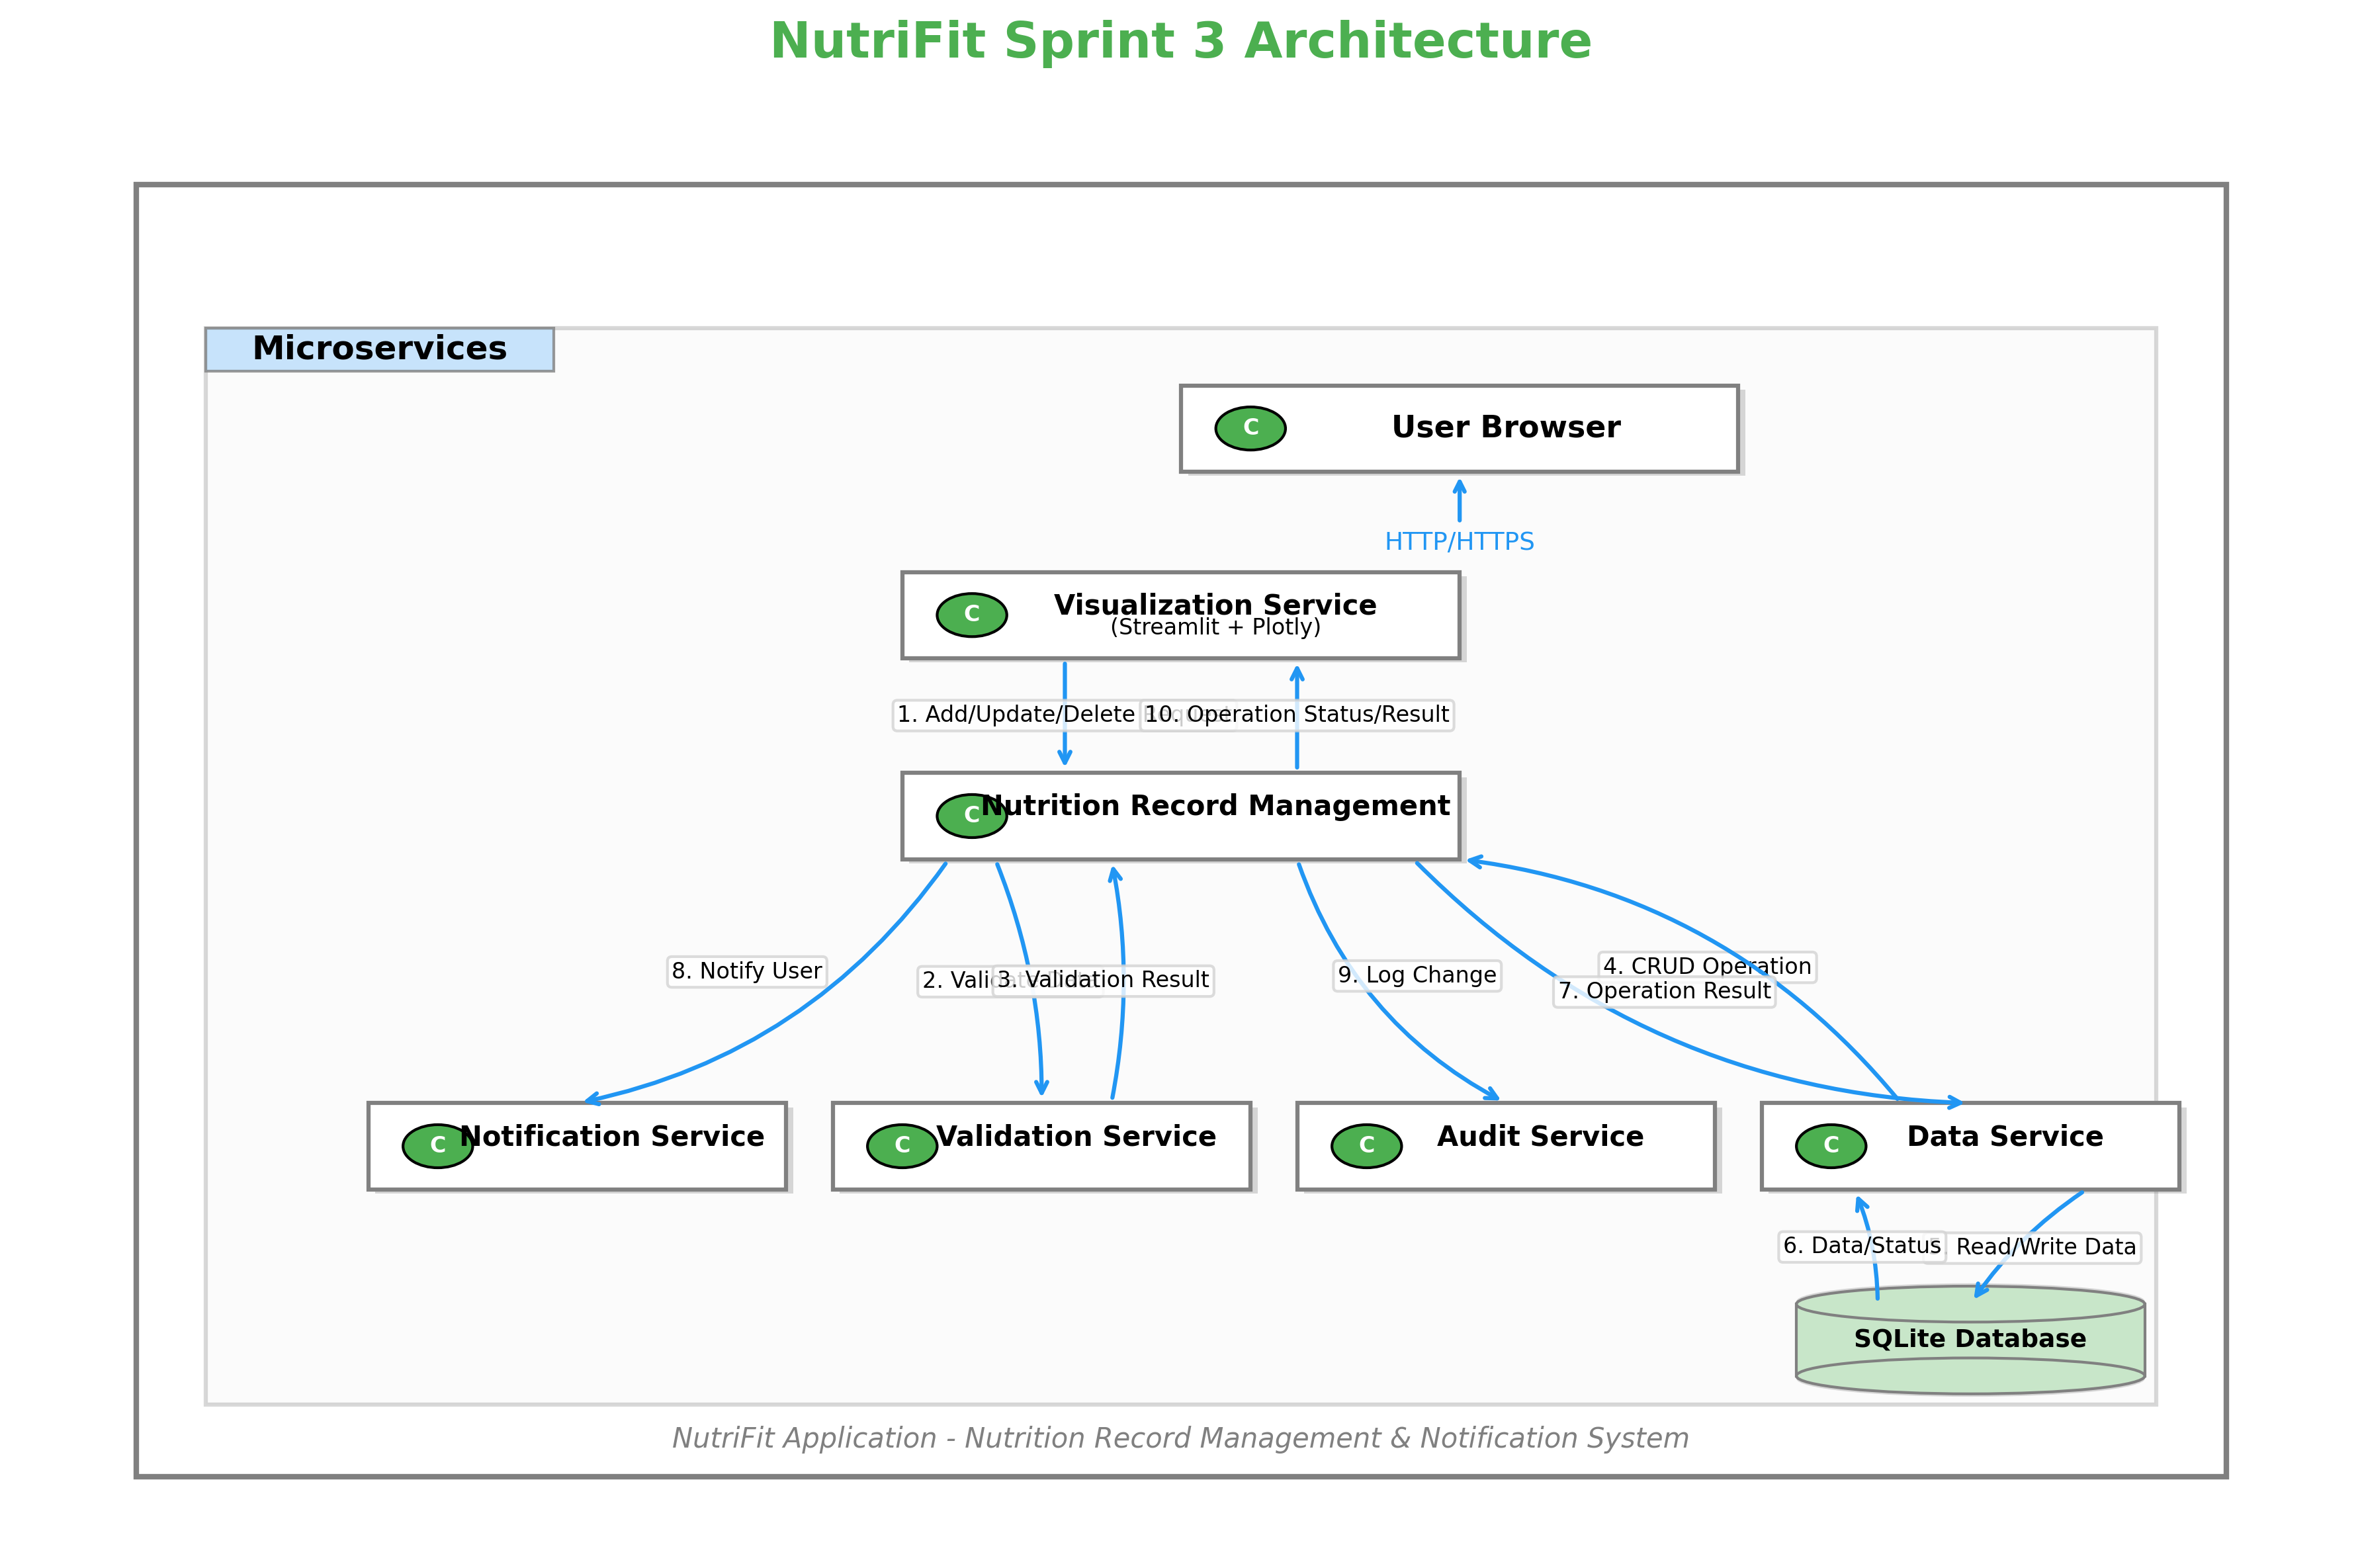 NutriFit Sprint 3 Architecture
Microservices
C
User Browser
HTTP/HTTPS
C
Visualization Service
(Streamlit + Plotly)
1. Add/Update/Delete
10. Operation Status/Result
C
Nutrition Record Management
8. Notify User
2. Validate
3. Validation Result
9. Log Change
4. CRUD Operation
7. Operation Result
C
Notification Service
C
Validation Service
C
Audit Service
C
Data Service
6. Data/Status
Read/Write Data
SQLite Database
NutriFit Application - Nutrition Record Management & Notification System